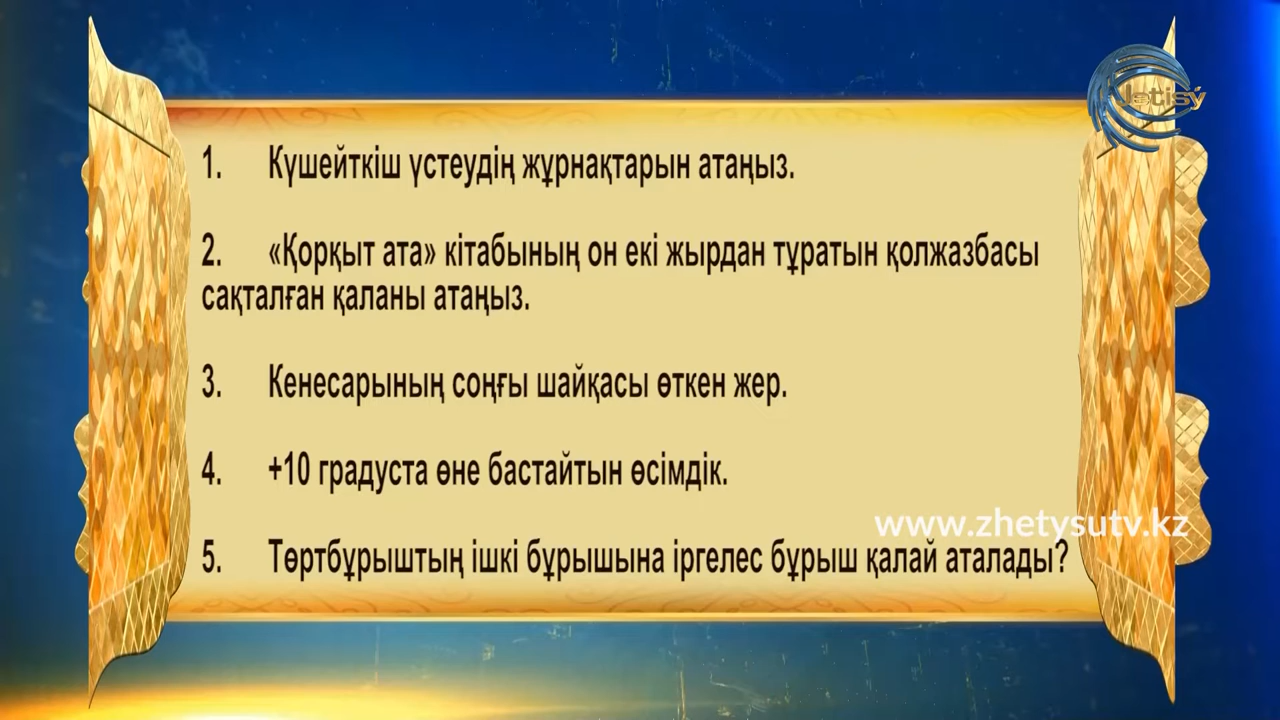 Jetisý
1. Күшейткіш үстеудің жұрнақтарын атаңыз.
2. «Қорқыт ата» кітабының он екі жырдан тұратын қолжазбасы
сақталған қаланы атаңыз.
3. Кенесарының соңғы шайқасы өткен жер.
4. +10 градуста өне бастайтын өсімдік.
www.zhetysutv.kz
5. Төртбұрыштың ішкі бұрышына іргелес бұрыш қалай аталады?